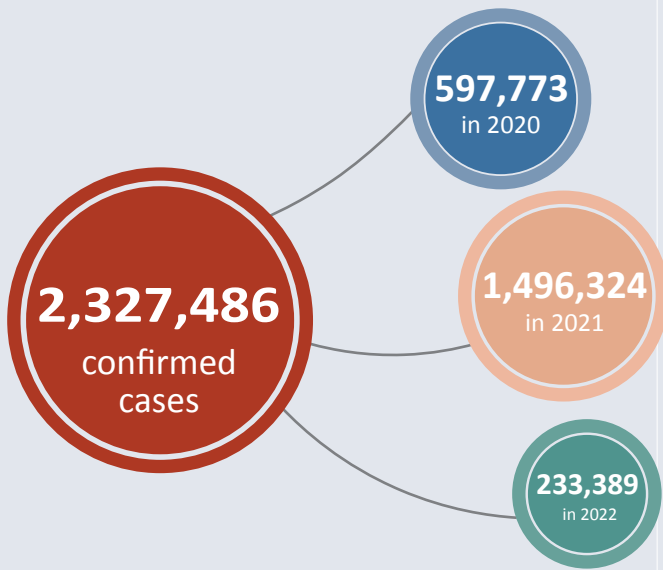 2,327,486
confirmed
cases
597,773
in 2020
1,496,324
in 2021
233,389
in 2022